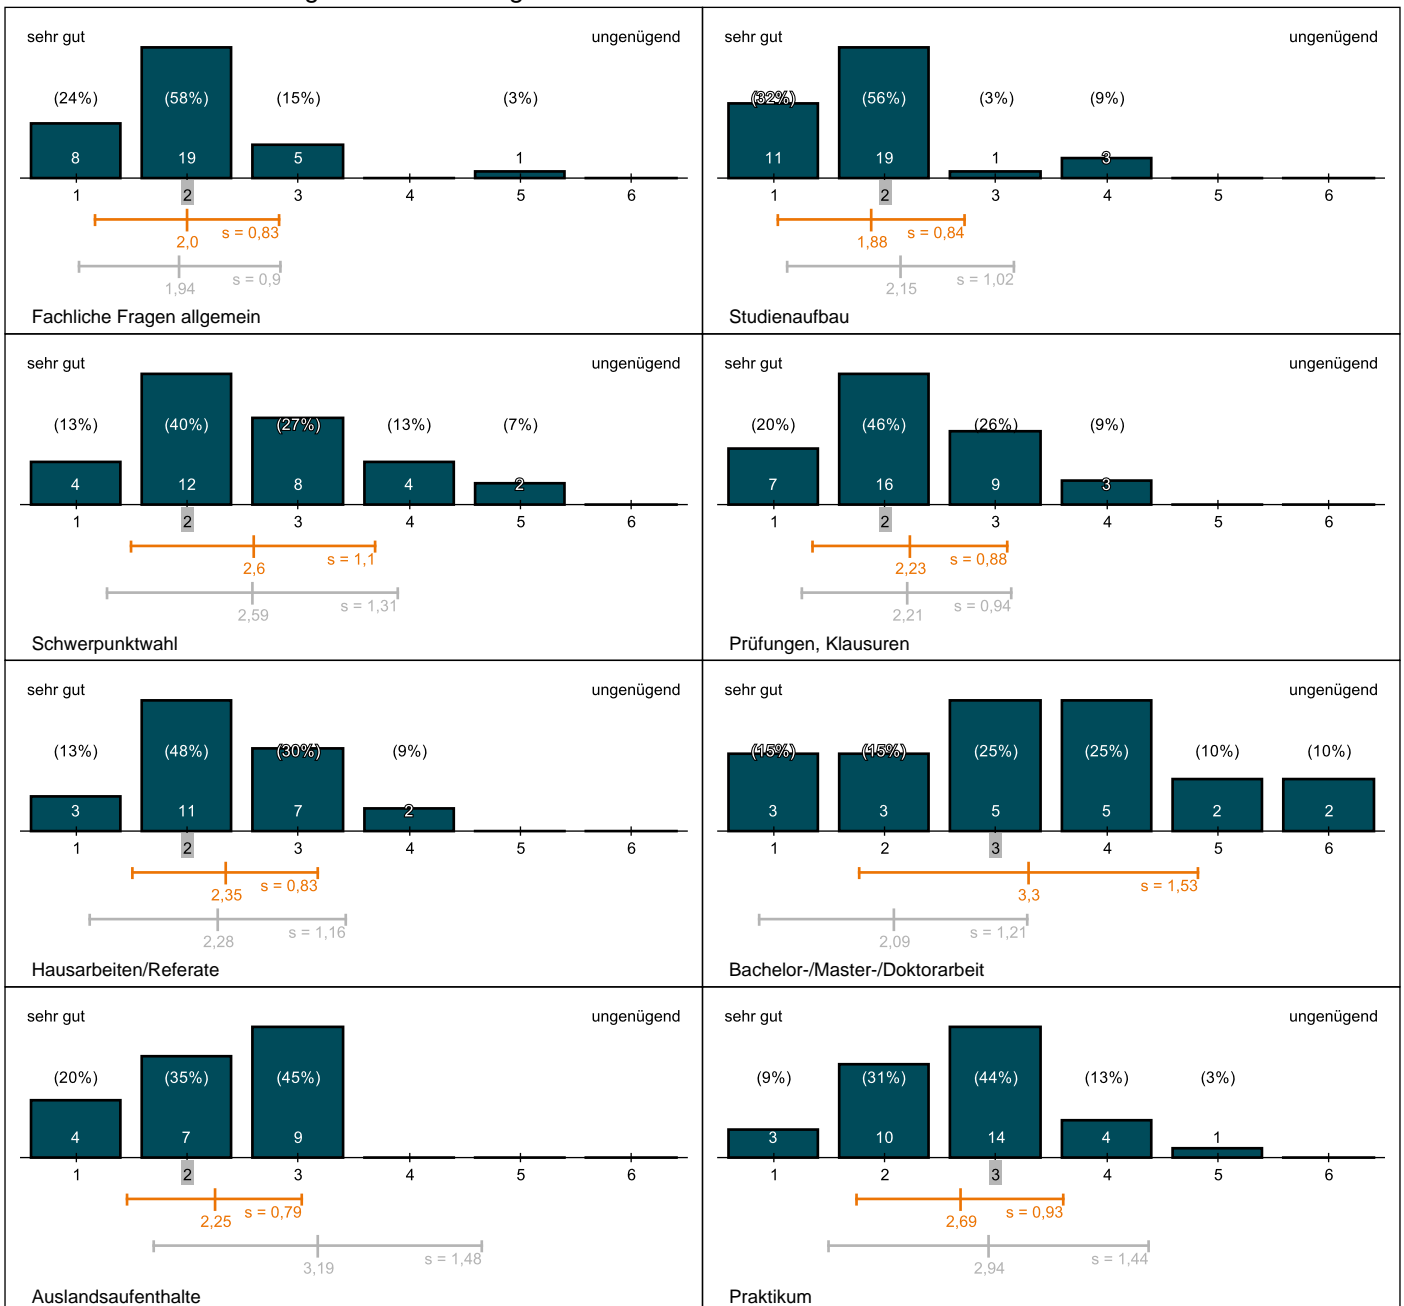 sehr gut ungenügend
(24%) (58%) (15%) (3%)
8 19 5 1
1 2 3 4 5 6
s = 0,83
2,0
s = 0,9
1,94
Fachliche Fragen allgemein
sehr gut ungenügend
(32%) (56%) (3%) (9%)
11 19 1 3
1 2 3 4 5 6
s = 0,84
1,88
s = 1,02
2,15
Studienaufbau
sehr gut ungenügend
(13%) (40%) (27%) (13%) (7%)
4 12 8 4 2
1 2 3 4 5 6
s = 1,1
2,6
s = 1,31
2,59
Schwerpunktwahl
sehr gut ungenügend
(20%) (46%) (26%) (9%)
7 16 9 3
1 2 3 4 5 6
s = 0,88
2,23
s = 0,94
2,21
Prüfungen, Klausuren
sehr gut ungenügend
(13%) (48%) (30%) (9%)
3 11 7 2
1 2 3 4 5 6
s = 0,83
2,35
s = 1,16
2,28
Hausarbeiten/Referate
sehr gut ungenügend
(15%) (15%) (25%) (25%) (10%) (10%)
3 3 5 5 2 2
1 2 3 4 5 6
s = 1,53
3,3
s = 1,21
2,09
Bachelor-/Master-/Doktorarbeit
sehr gut ungenügend
(20%) (35%) (45%)
4 7 9
1 2 3 4 5 6
s = 0,79
2,25
s = 1,48
3,19
Auslandsaufenthalte
sehr gut ungenügend
(9%) (31%) (44%) (13%) (3%)
3 10 14 4 1
1 2 3 4 5 6
s = 0,93
2,69
s = 1,44
2,94
Praktikum